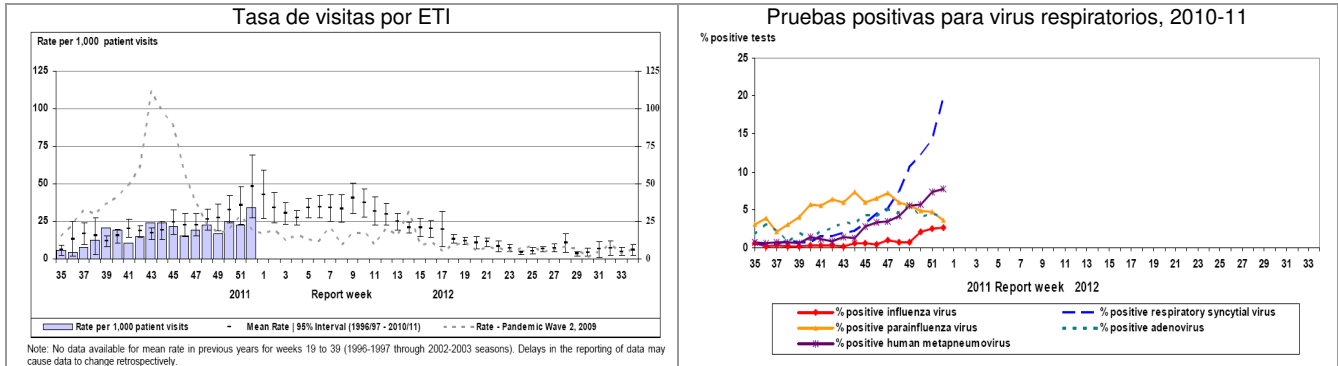 Tasa de visitas por ETI
Rate per 1,000 patient visits
125 125
100 100
75 75
50 50
25 25
0 0
35 37 39 41 43 45 47 49 51 1 3 5 7 9 11 13 15 17 19 21 23 25 27 29 31 33
2011 Report week 2012
Rate per 1,000 patient visits Mean Rate | 95% Interval (1996/97 - 2010/11) Rate - Pandemic Wave 2, 2009
Note: No data available for mean rate in previous years for weeks 19 to 39 (1996-1997 through 2002-2003 seasons). Delays in the reporting of data may
cause data to change retrospectively.
Pruebas positivas para virus respiratorios, 2010-11
% positive tests
25
20
15
10
5
0
35 37 39 41 43 45 47 49 51 1 3 5 7 9 11 13 15 17 19 21 23 25 27 29 31 33
2011 Report week 2012
% positive influenza virus % positive respiratory syncytial virus
% positive parainfluenza virus % positive adenovirus
% positive human metapneumovirus